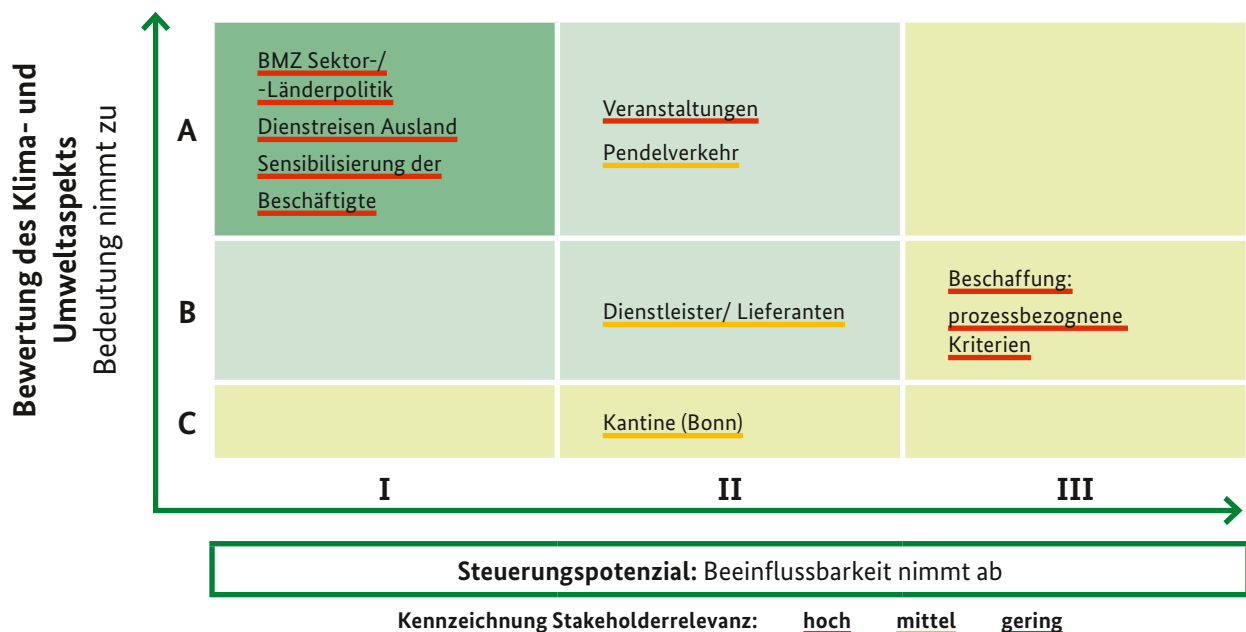 Bewertung des Klima- und
Umweltaspekts
Bedeutung nimmt zu
A
BMZ Sektor-/
-Länderpolitik
Dienstreisen Ausland
Sensibilisierung der
Beschäftigte
Veranstaltungen
Pendelverkehr
B
Dienstleister/ Lieferanten
Beschaffung:
prozessbezognene
Kriterien
C
Kantine (Bonn)
I II III
Steuerungspotenzial: Beeinflussbarkeit nimmt ab
Kennzeichnung Stakeholderrelevanz: hoch mittel gering